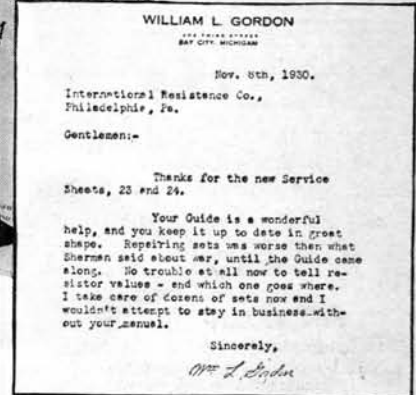 WILLIAM L. GORDON
THIRD STREET
BAY CITY, MICHIGAN
Nov. 8th, 1930.
International Resistance Co.,
Philadelphia, Pa.
Gentlemen:-
Thanks for the new Service
Sheets, 23 and 24.
Your Guide is a wonderful
help, and you keep it up to date in great
shape. Repairing sets was worse then what
Sherman said about war, until the Guide came
along. No trouble at all now to tell re-
sistor values - and which one goes where.
I take care of dozens of sets now and I
wouldn't attempt to stay in business with-
out your manual.
Sincerely,
Wm L Gordon